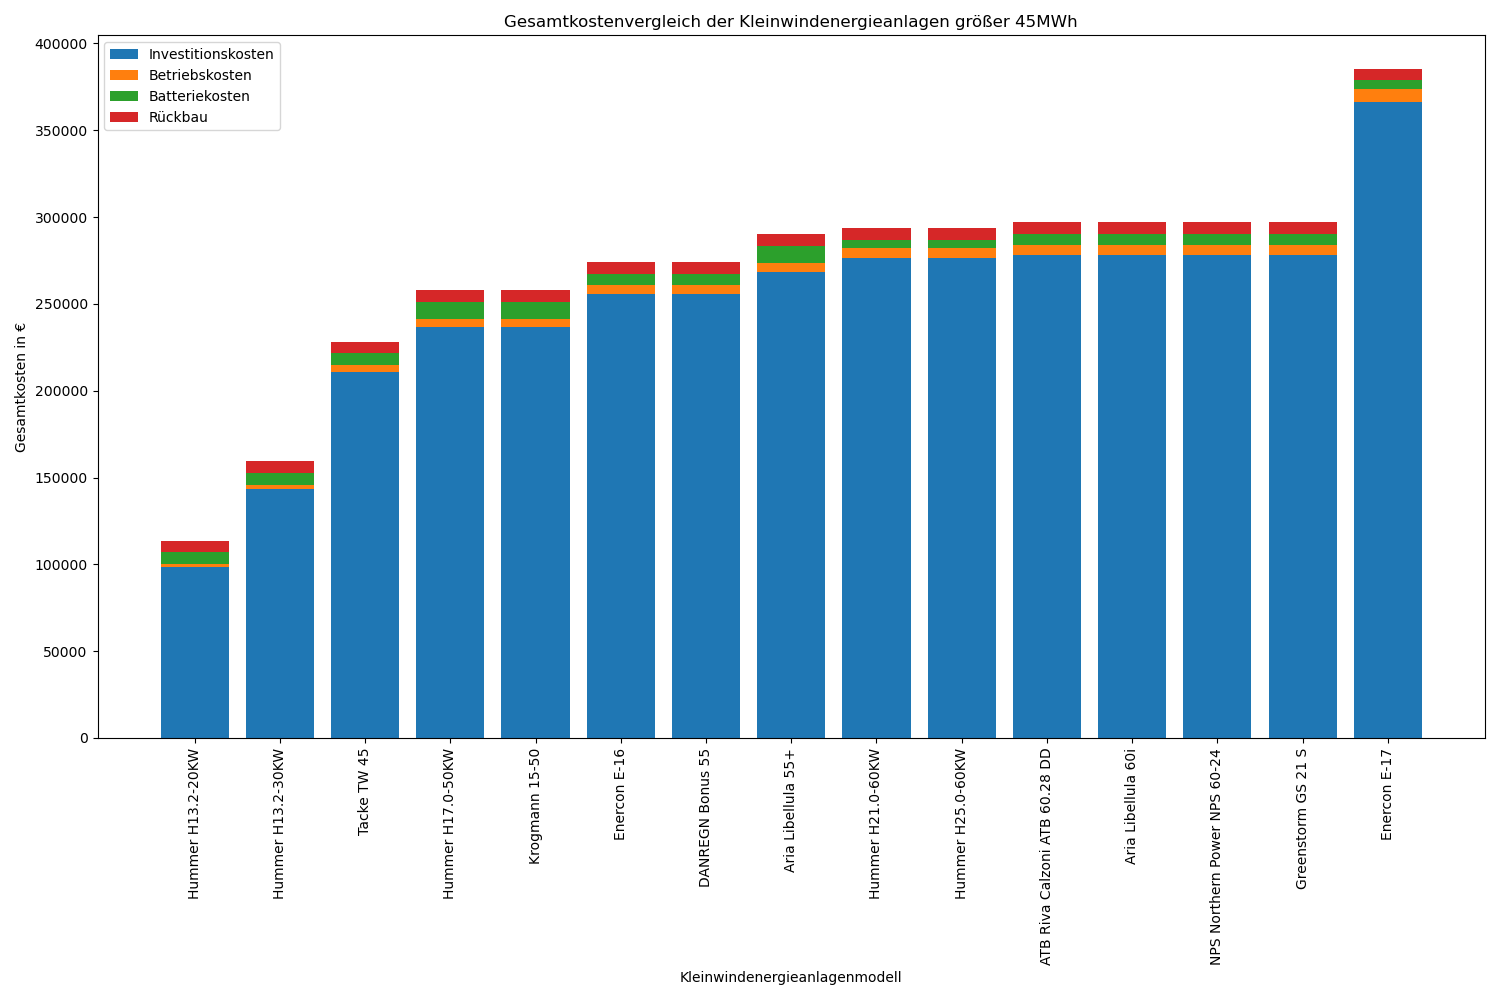 Gesamtkostenvergleich der Kleinwindenergieanlagen größer 45MWh
Investitionskosten
Betriebskosten
Batteriekosten
Rückbau
Gesamtkosten in €
400000
350000
300000
250000
200000
150000
100000
50000
0
Hummer H13.2-20KW
Hummer H13.2-30KW
Tacke TW 45
Hummer H17.0-50KW
Krogmann 15-50
Enercon E-16
DANREGN Bonus 55
Aria Libellula 55+
Hummer H21.0-60KW
Hummer H25.0-60KW
ATB Riva Calzoni ATB 60.28 DD
Aria Libellula 60i
NPS Northern Power NPS 60-24
Greenstorm GS 21 S
Enercon E-17
Kleinwindenergieanlagenmodell